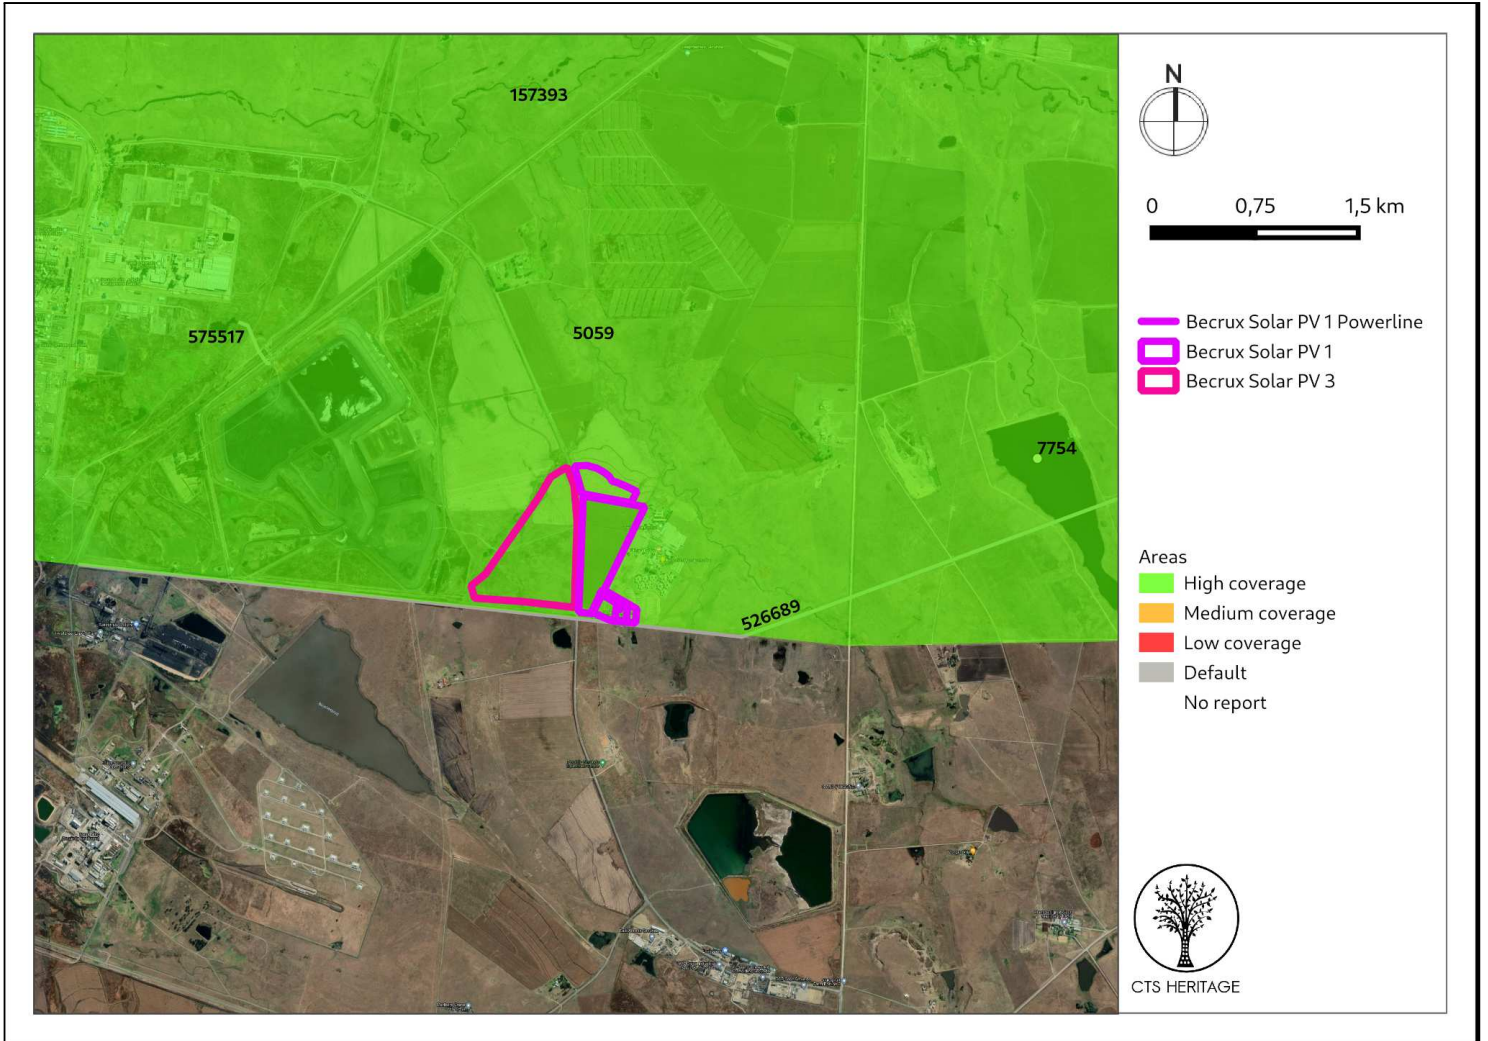 157393
575517
5059
7754
526689
N
0 0,75 1,5 km
Becrux Solar PV 1 Powerline
Becrux Solar PV 1
Becrux Solar PV 3
Areas
High coverage
Medium coverage
Low coverage
Default
No report
CTS HERITAGE